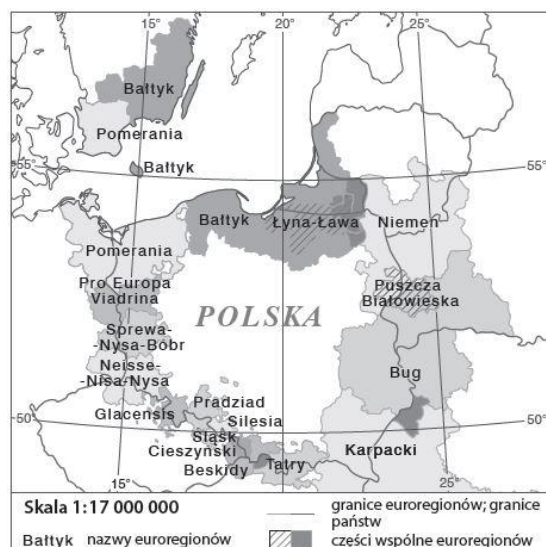 15°
20°
25°
Bałtyk
Pomerania
Bałtyk
55°
55°
Bałtyk
Łyna-Ława
Niemen
Pomerania
Pro Europa
Viadrina
Puszcza
Białowieska
POLSKA
Sprewa-
-Nysa-Bóbr
Neisse-
-Nisa-Nysa
Bug
Glacensis
Pradziad
Silesia
50°
50°
Śląsk
Cieszyński
Beskidy
Tatry
Karpacki
15°
20°
25°
Skala 1:17 000 000
granice euroregionów; granice
państw
Bałtyk nazwy euroregionów
części wspólne euroregionów